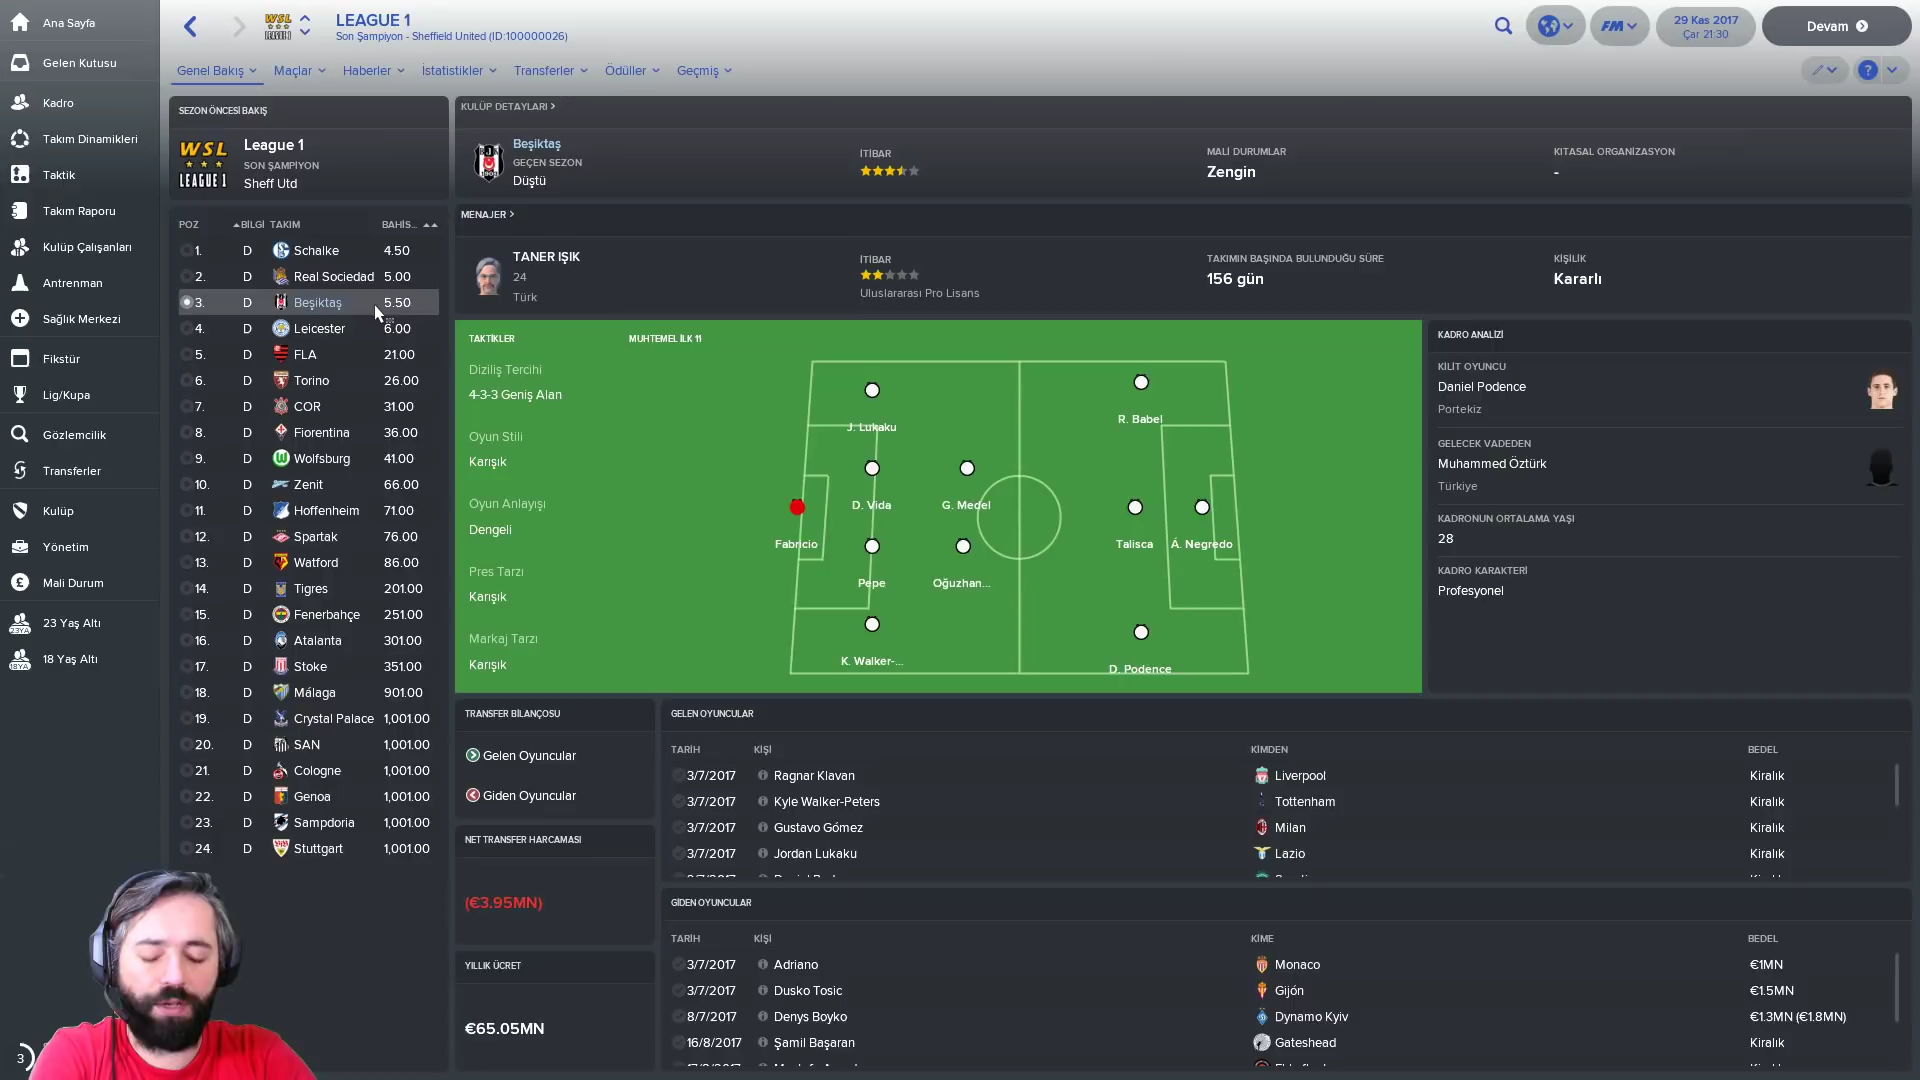 Ana Sayfa
Gelen Kutusu
Kadro
Takım Dinamikleri
Taktik
Takım Raporu
Kulüp Çalışanları
Antrenman
Sağlık Merkezi
Fikstür
Lig/Kupa
Gözlemcilik
Transferler
Kulüp
Yönetim
Mali Durum
23 Yaş Altı
18 Yaş Altı
WSL
LEAGUE 1
LEAGUE 1
Son Şampiyon - Sheffield United (ID:100000026)
FM
29 Kas 2017
Çar 21:30
Devam
Genel Bakış
Maçlar
Haberler
İstatistikler
Transferler
Ödüller
Geçmiş
?
SEZON ÖNCESİ BAKIŞ
WSL
LEAGUE 1
League 1
SON ŞAMPİYON
Sheff Utd
POZ BİLGİ TAKIM BAHİS...
1. D Schalke 4.50
2. D Real Sociedad 5.00
3. D Beşiktaş 5.50
4. D Leicester 6.00
5. D FLA 21.00
6. D Torino 26.00
7. D COR 31.00
8. D Fiorentina 36.00
9. D Wolfsburg 41.00
10. D Zenit 66.00
11. D Hoffenheim 71.00
12. D Spartak 76.00
13. D Watford 86.00
14. D Tigres 201.00
15. D Fenerbahçe 251.00
16. D Atalanta 301.00
17. D Stoke 351.00
18. D Málaga 901.00
19. D Crystal Palace 1,001.00
20. D SAN 1,001.00
21. D Cologne 1,001.00
22. D Genoa 1,001.00
23. D Sampdoria 1,001.00
24. D Stuttgart 1,001.00
KULÜP DETAYLARI >
Beşiktaş
GEÇEN SEZON
Düştü
İTİBAR
MALİ DURUMLAR
Zengin
KITASAL ORGANİZASYON
-
MENAJER >
TANER IŞIK
24
Türk
İTİBAR
Uluslararası Pro Lisans
TAKIMIN BAŞINDA BULUNDUĞU SÜRE
156 gün
KİŞİLİK
Kararlı
TAKTİKLER
MUHTEMEL İLK 11
Diziliş Tercihi
4-3-3 Geniş Alan
Oyun Stili
Karışık
Oyun Anlayışı
Dengeli
Pres Tarzı
Karışık
Markaj Tarzı
Karışık
J. Lukaku
R. Babel
D. Vida
G. Medel
Fabricio
Talisca
Á. Negredo
Pepe
Oğuzhan...
K. Walker-...
D. Podence
KADRO ANALİZİ
KİLİT OYUNCU
Daniel Podence
Portekiz
GELECEK VADEDEN
Muhammed Öztürk
Türkiye
KADRONUN ORTALAMA YAŞI
28
KADRO KARAKTERİ
Profesyonel
TRANSFER BİLANÇOSU
Gelen Oyuncular
Giden Oyuncular
NET TRANSFER HARCAMASI
(€3.95MN)
YILLIK ÜCRET
€65.05MN
GELEN OYUNCULAR
TARİH KİŞİ KİMDEN BEDEL
3/7/2017 Ragnar Klavan Liverpool Kiralık
3/7/2017 Kyle Walker-Peters Tottenham Kiralık
3/7/2017 Gustavo Gómez Milan Kiralık
3/7/2017 Jordan Lukaku Lazio Kiralık
GİDEN OYUNCULAR
TARİH KİŞİ KİME BEDEL
3/7/2017 Adriano Monaco €1MN
3/7/2017 Dusko Tosic Gijón €1.5MN
8/7/2017 Denys Boyko Dynamo Kyiv €1.3MN (€1.8MN)
16/8/2017 Şamil Başaran Gateshead Kiralık
3